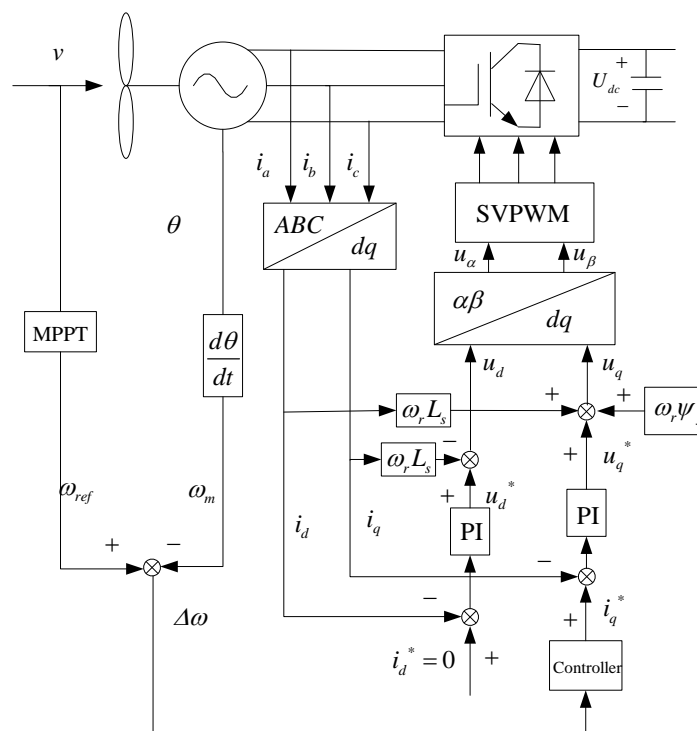 v
+
U_dc
−
i_a i_b i_c
ABC
dq
SVPWM
θ
u_α u_β
αβ
dq
MPPT
dθ
dt
u_d u_q
ω_r L_s + + ω_r ψ
ω_r L_s − +
ω_ref ω_m i_d i_q + u_d^* u_q^*
PI PI
+ − −
− + i_q^*
Δω
i_d^* = 0 + Controller